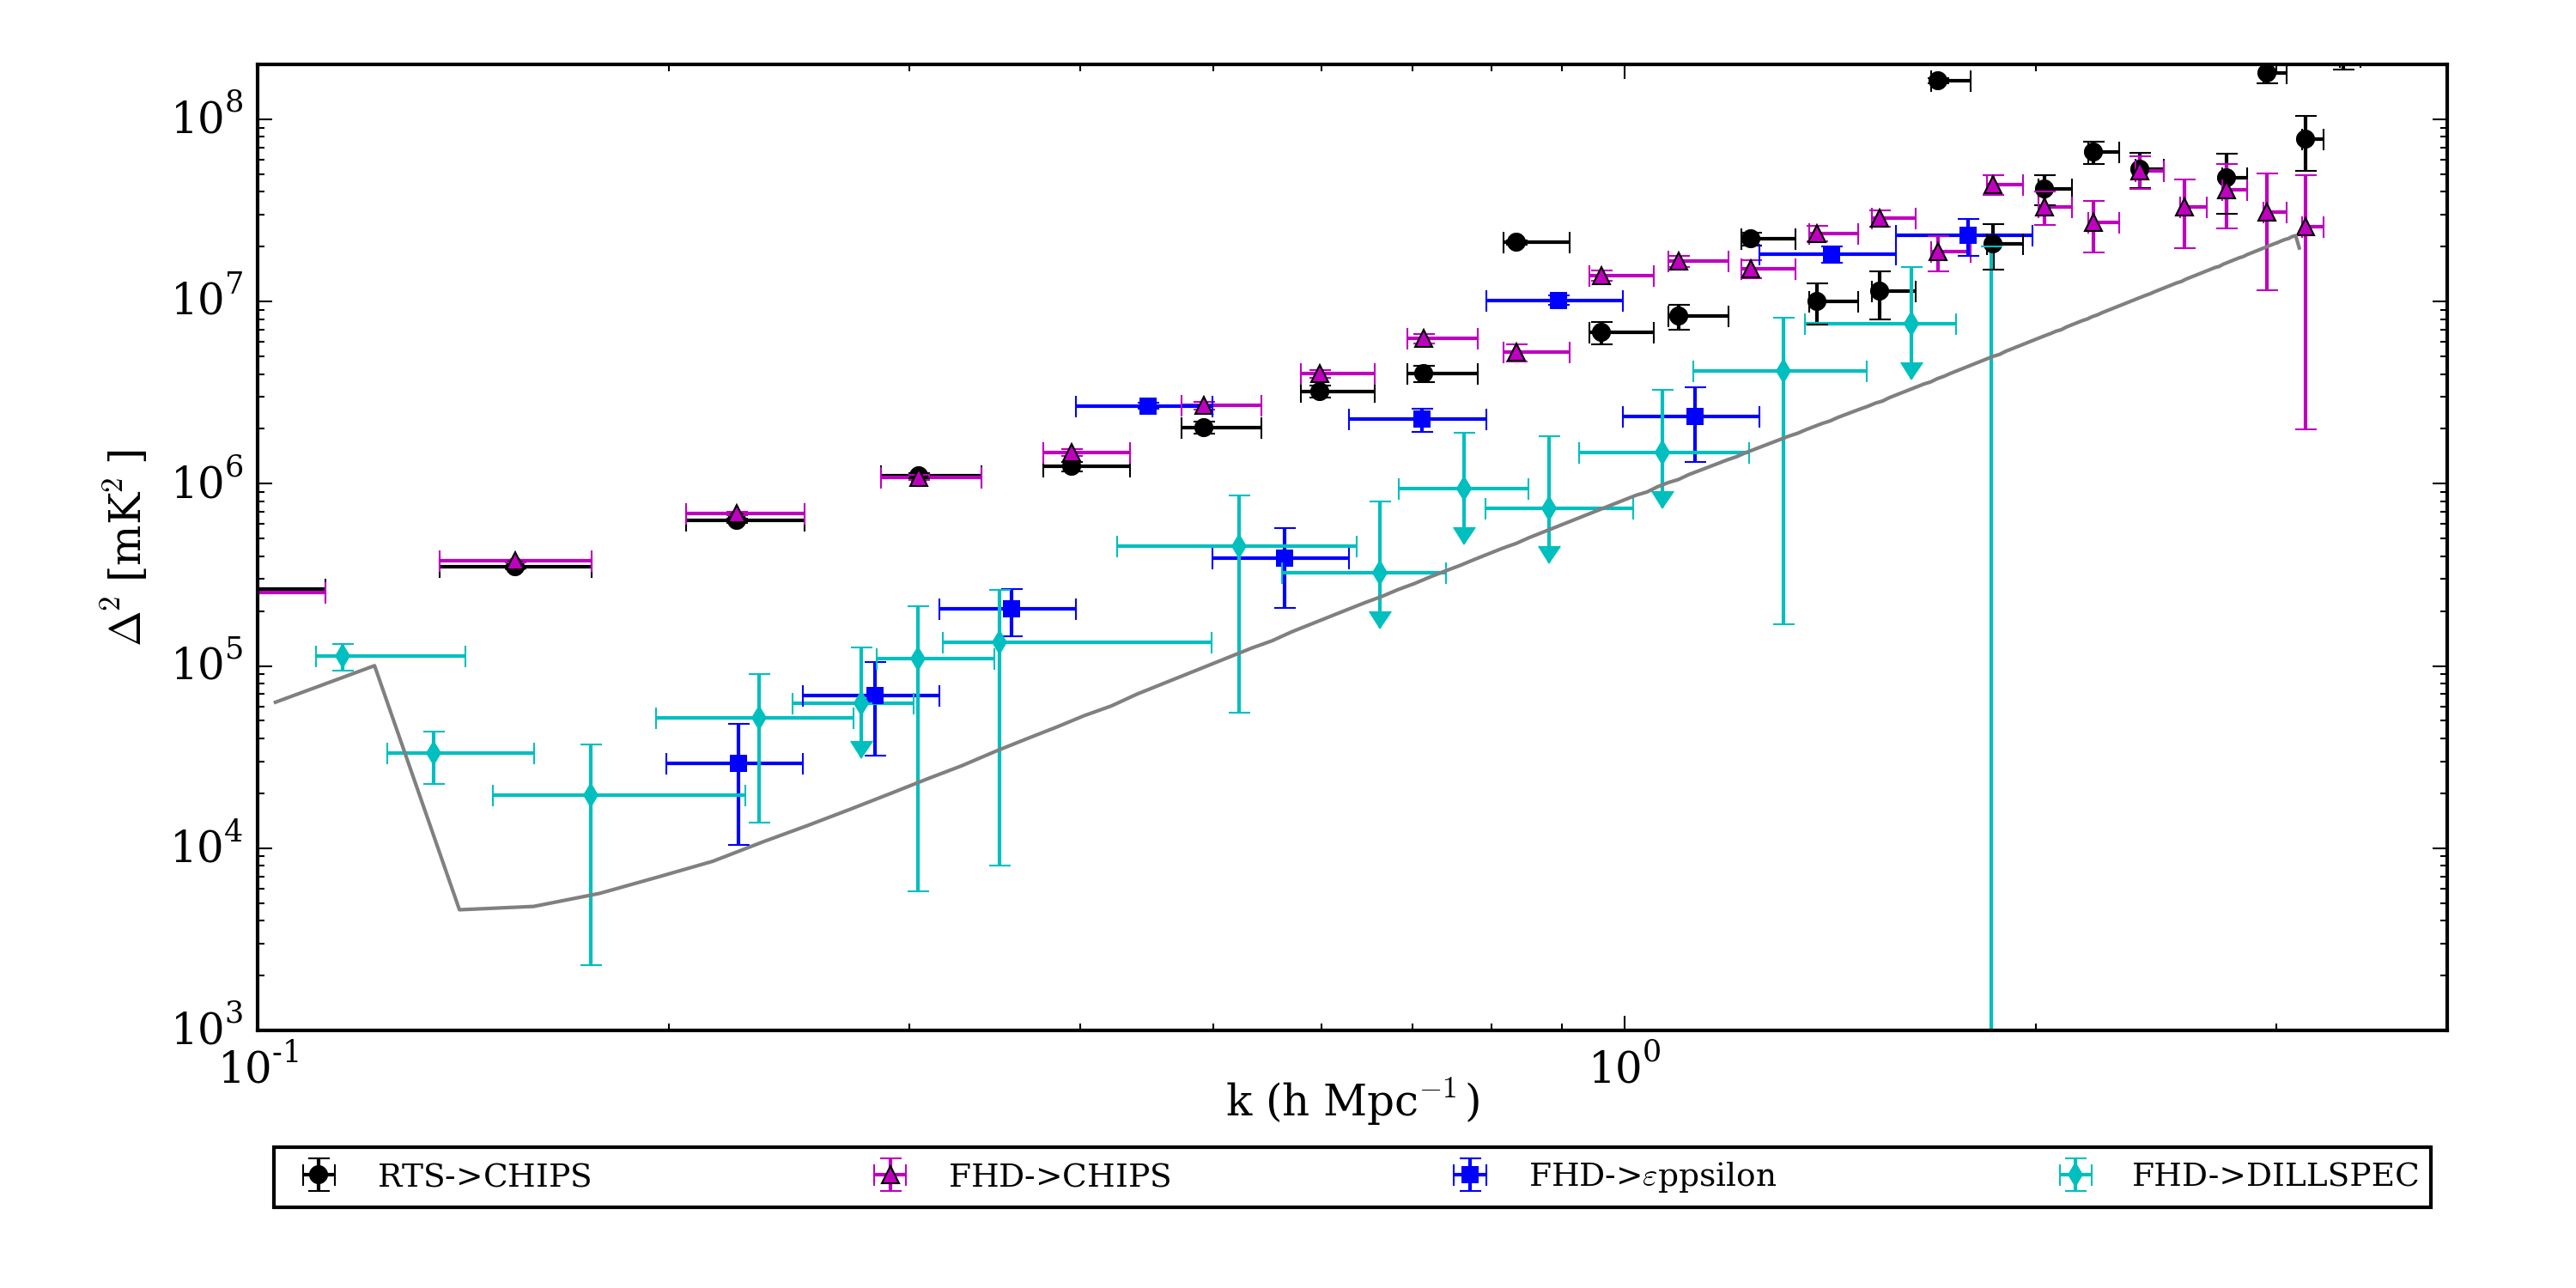 10^8
10^7
10^6
10^5
10^4
10^3
Δ^2 [mK^2]
10^-1
10^0
k (h Mpc^−1)
RTS->CHIPS
FHD->CHIPS
FHD->εppsilon
FHD->DILLSPEC